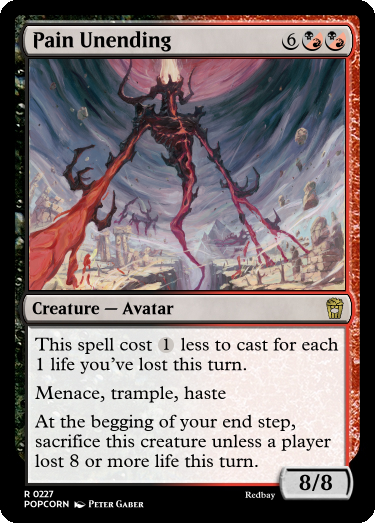 Pain Unending 6
Creature — Avatar
This spell cost 1 less to cast for each
1 life you've lost this turn.
Menace, trample, haste
At the begging of your end step,
sacrifice this creature unless a player
lost 8 or more life this turn.
8/8
R 0227
Redbay
POPCORN Peter Gaber